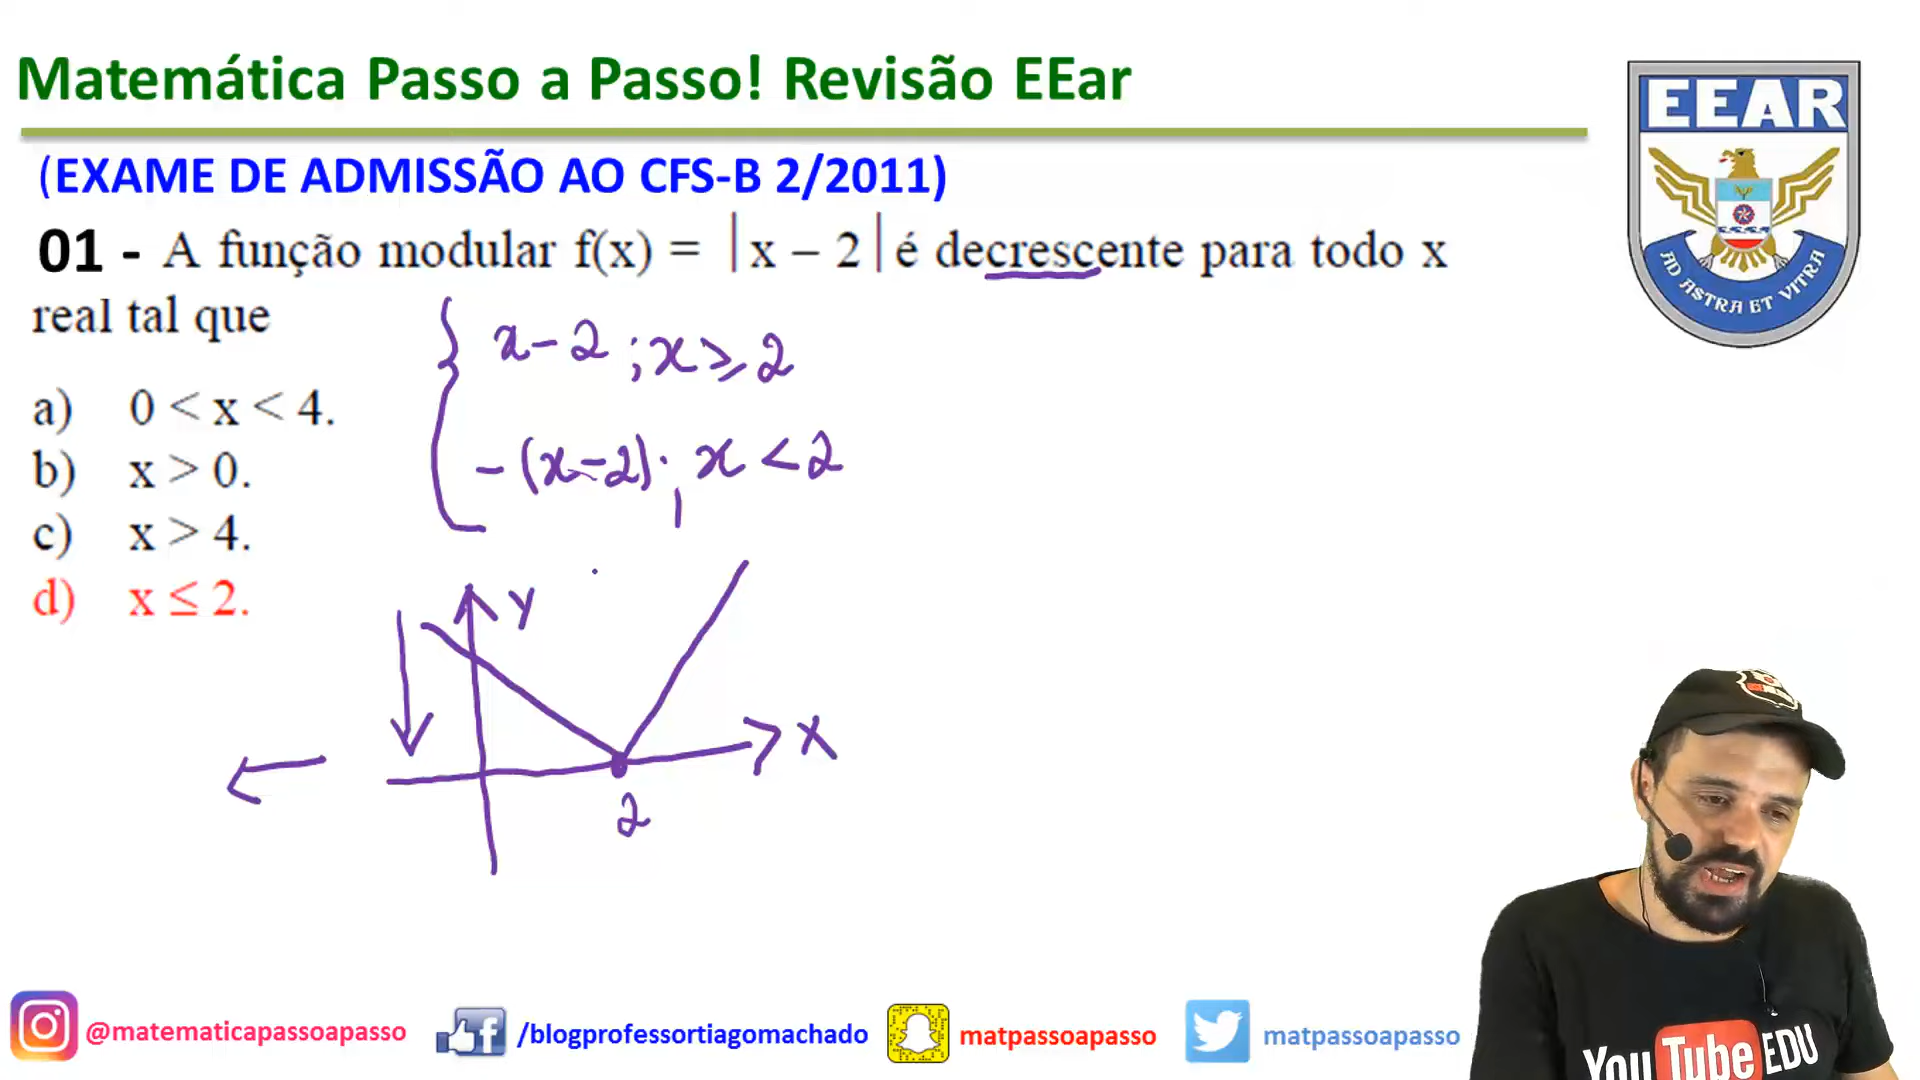 Matemática Passo a Passo! Revisão EEar
EEAR
AD ASTRA ET VITRA
(EXAME DE ADMISSÃO AO CFS-B 2/2011)
01 - A função modular f(x) = |x – 2| é decrescente para todo x
real tal que
x-2 ; x ≥ 2
-(x-2) ; x < 2
a) 0 < x < 4.
b) x > 0.
c) x > 4.
d) x ≤ 2.
y
x
2
You Tube EDU
@matematicapassoapasso
/blogprofessortiagomachado
matpassoapasso
matpassoapasso